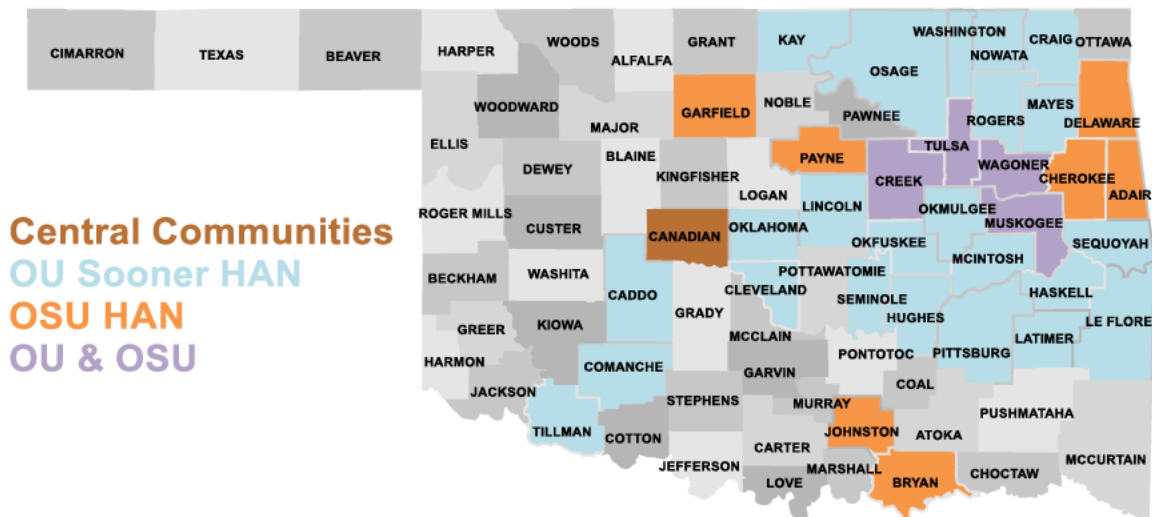 CIMARRON
TEXAS
BEAVER
HARPER
WOODS
ALFALFA
GRANT
KAY
WASHINGTON
NOWATA
CRAIG
OTTAWA
OSAGE
WOODWARD
GARFIELD
NOBLE
PAWNEE
ROGERS
MAYES
DELAWARE
ELLIS
MAJOR
DEWEY
BLAINE
KINGFISHER
LOGAN
PAYNE
CREEK
TULSA
WAGONER
CHEROKEE
ADAIR
ROGER MILLS
CUSTER
CANADIAN
OKLAHOMA
LINCOLN
OKMULGEE
MUSKOGEE
OKFUSKEE
MCINTOSH
SEQUOYAH
Central Communities
OU Sooner HAN
OSU HAN
OU & OSU
BECKHAM
WASHITA
CADDO
GRADY
CLEVELAND
POTTAWATOMIE
SEMINOLE
HUGHES
HASKELL
LE FLORE
GREER
KIOWA
MCCLAIN
PONTOTOC
PITTSBURG
LATIMER
HARMON
JACKSON
COMANCHE
GARVIN
COAL
STEPHENS
MURRAY
JOHNSTON
ATOKA
PUSHMATAHA
TILLMAN
COTTON
CARTER
JEFFERSON
LOVE
MARSHALL
BRYAN
CHOCTAW
MCCURTAIN